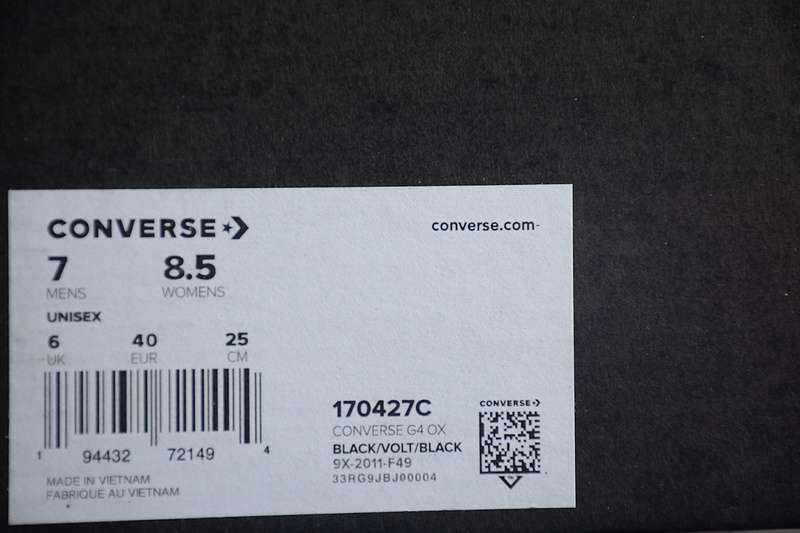 CONVERSE
converse.com
7 8.5
MENS WOMENS
UNISEX
6 40 25
UK EUR CM
1 94432 72149 4
MADE IN VIETNAM
FABRIQUE AU VIETNAM
170427C
CONVERSE G4 OX
BLACK/VOLT/BLACK
9X-2011-F49
33RG9JBJ00004
CONVERSE